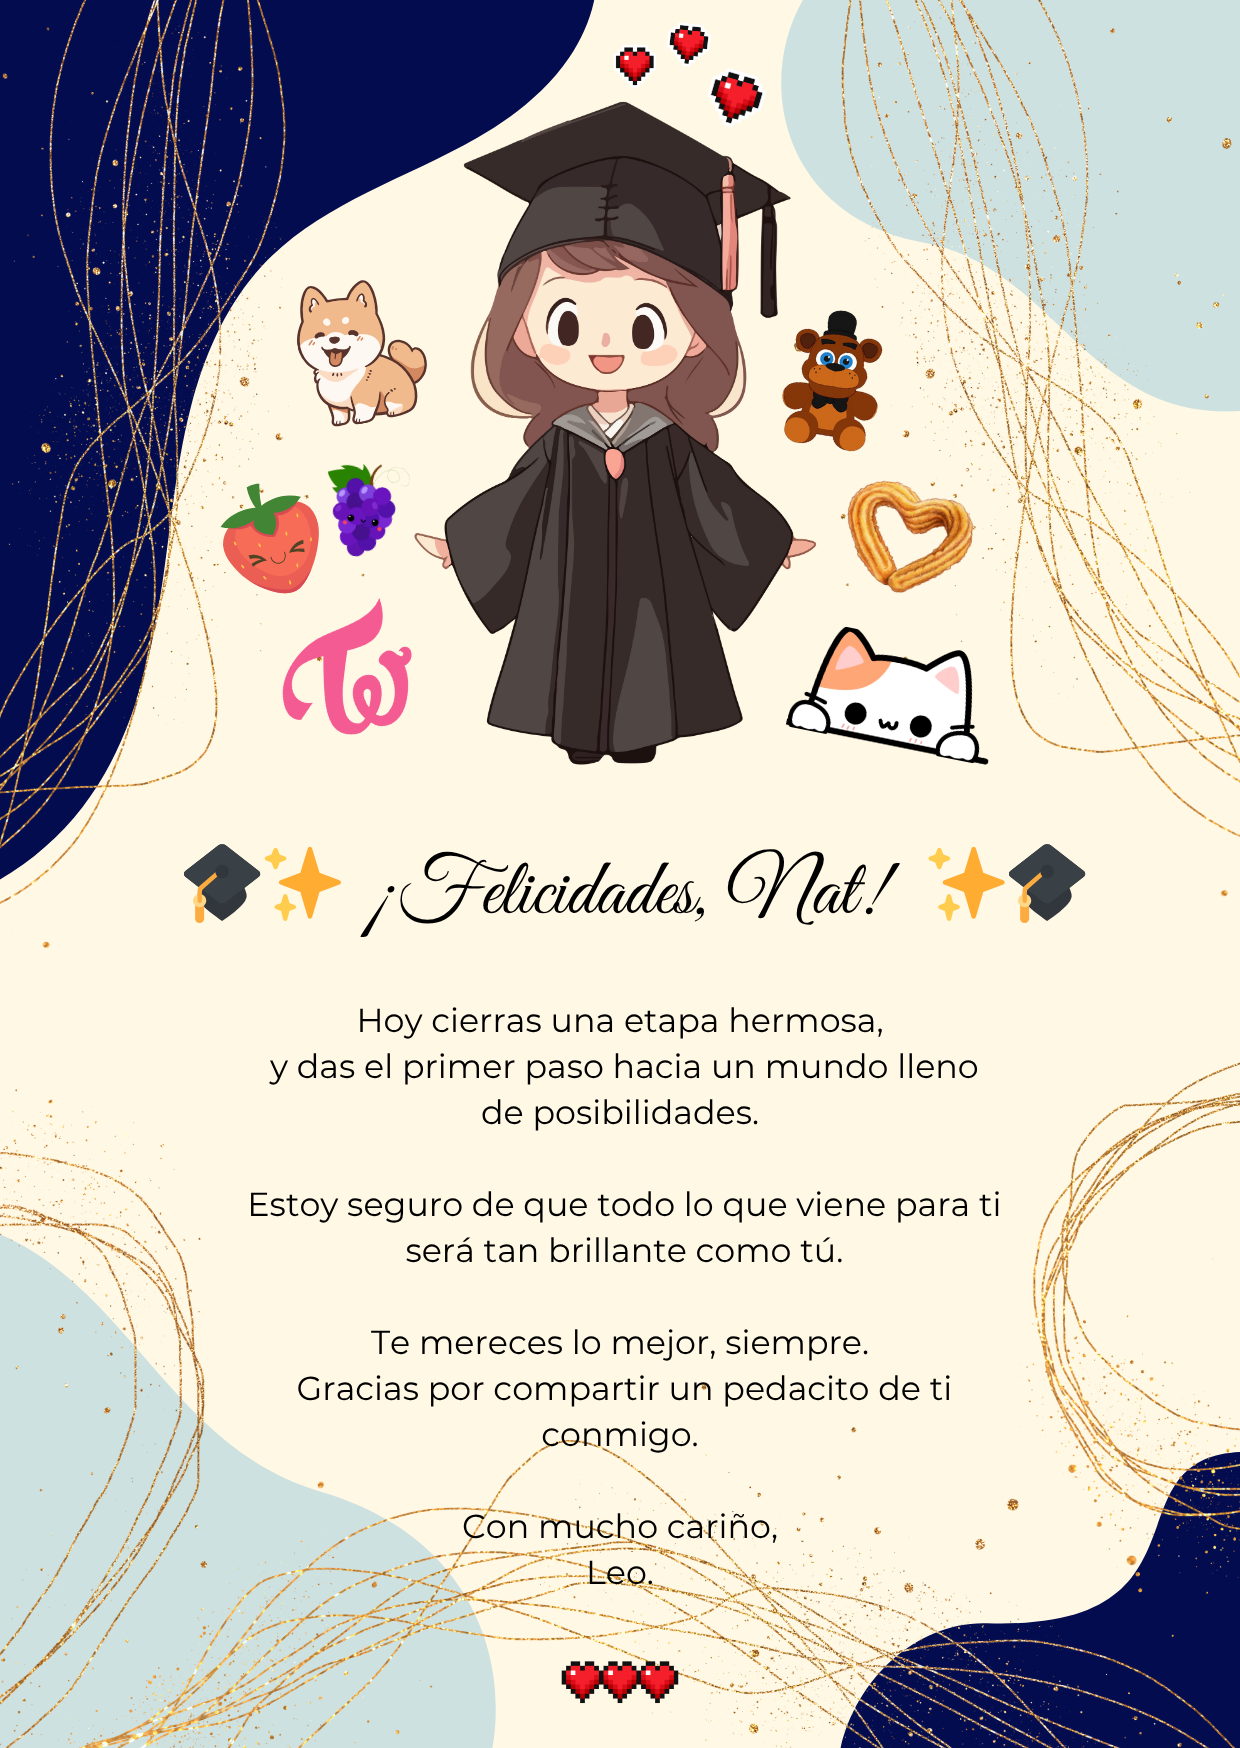 ¡Felicidades, Nat!
Hoy cierras una etapa hermosa,
y das el primer paso hacia un mundo lleno
de posibilidades.
Estoy seguro de que todo lo que viene para ti
será tan brillante como tú.
Te mereces lo mejor, siempre.
Gracias por compartir un pedacito de ti
conmigo.
Con mucho cariño,
Leo.